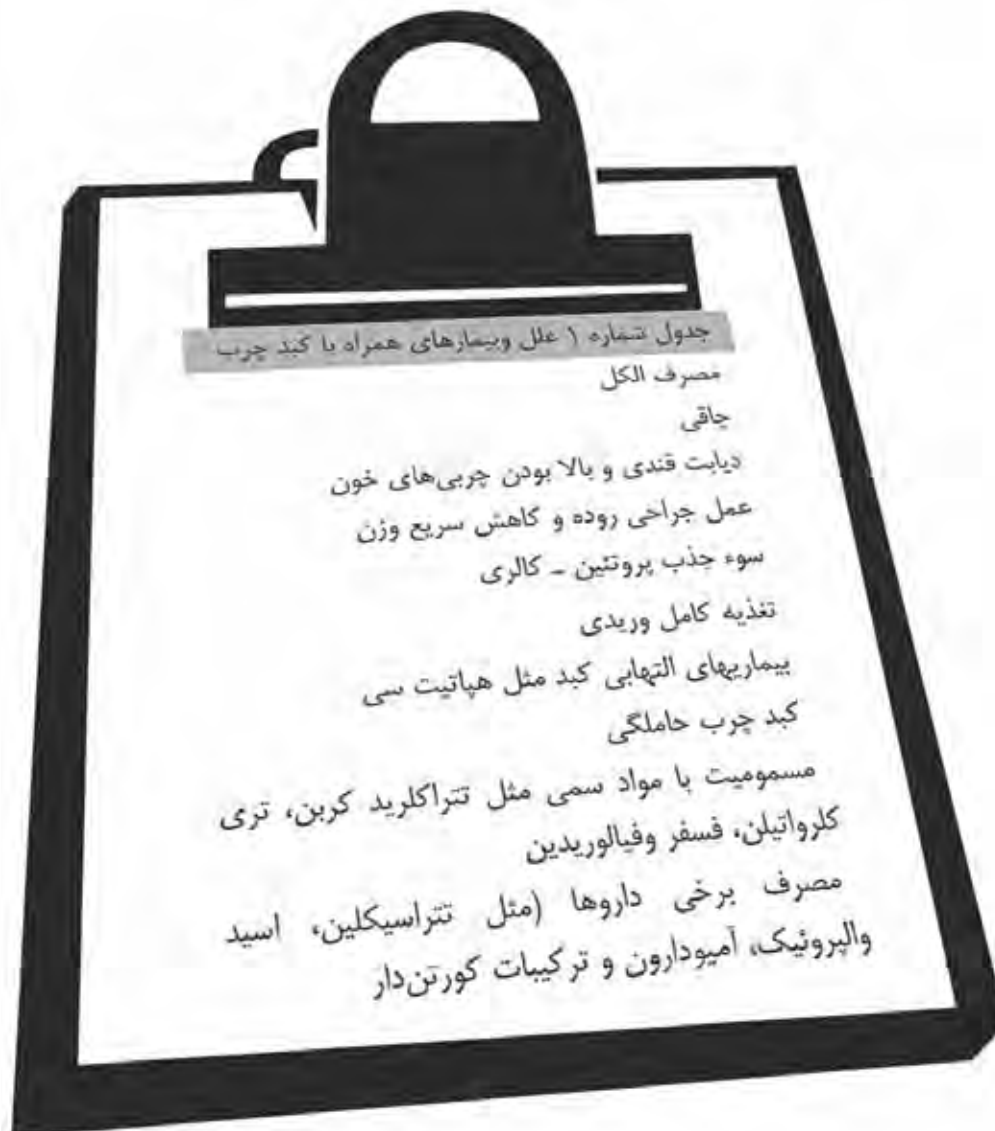 جدول شماره ۱ علل وبیمارهای همراه با کبد چرب
مصرف الکل
چاقی
دیابت قندی و بالا بودن چربی‌های خون
عمل جراحی روده و کاهش سریع وزن
سوء جذب پروتئین ـ کالری
تغذیه کامل وریدی
بیماریهای التهابی کبد مثل هپاتیت سی
کبد چرب حاملگی
مسمومیت با مواد سمی مثل تتراکلرید کربن، تری
کلرواتیلن، فسفر وفیالوریدین
مصرف برخی داروها (مثل تتراسیکلین، اسید
والپروئیک، آمیودارون و ترکیبات کورتن‌دار